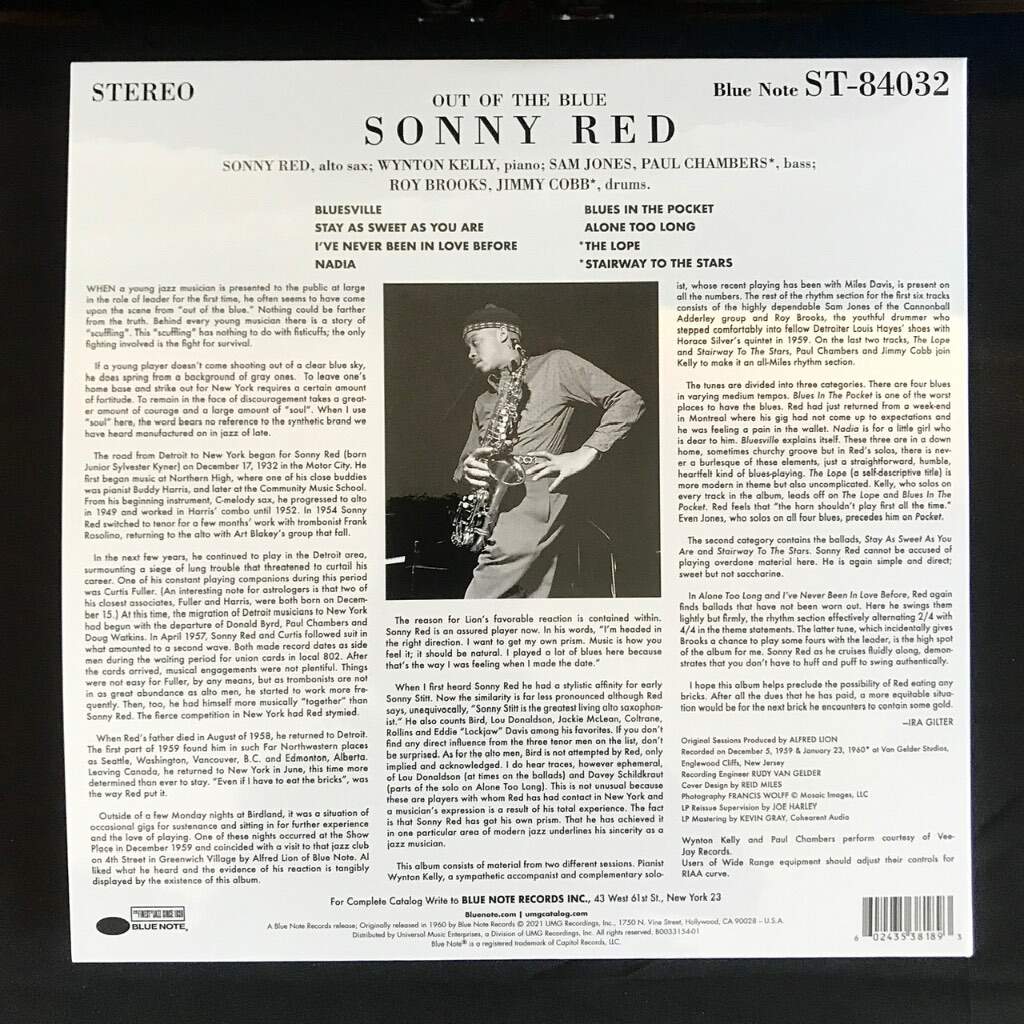 STEREO
Blue Note ST-84032
OUT OF THE BLUE
SONNY RED
SONNY RED, alto sax; WYNTON KELLY, piano; SAM JONES, PAUL CHAMBERS*, bass;
ROY BROOKS, JIMMY COBB*, drums.
BLUESVILLE
STAY AS SWEET AS YOU ARE
I'VE NEVER BEEN IN LOVE BEFORE
NADIA
BLUES IN THE POCKET
ALONE TOO LONG
*THE LOPE
*STAIRWAY TO THE STARS
WHEN a young jazz musician is presented to the public at large
in the role of leader for the first time, he often seems to have come
upon the scene from "out of the blue." Nothing could be farther
from the truth. Behind every young musician there is a story of
"scuffling". This "scuffling" has nothing to do with fisticuffs; the only
fighting involved is the fight for survival.
If a young player doesn't come shooting out of a clear blue sky,
he does spring from a background of gray ones. To leave one's
home base and strike out for New York requires a certain amount
of fortitude. To remain in the face of discouragement takes a great-
er amount of courage and a large amount of "soul". When I use
"soul" here, the word bears no reference to the synthetic brand we
have heard manufactured on in jazz of late.
The road from Detroit to New York began for Sonny Red (born
Junior Sylvester Kyner) on December 17, 1932 in the Motor City. He
first began music at Northern High, where one of his close buddies
was pianist Buddy Harris, and later at the Community Music School.
From his beginning instrument, C-melody sax, he progressed to alto
in 1949 and worked in Harris' combo until 1952. In 1954 Sonny
Red switched to tenor for a few months' work with trombonist Frank
Rosolino, returning to the alto with Art Blakey's group that fall.
In the next few years, he continued to play in the Detroit area,
surmounting a siege of lung trouble that threatened to curtail his
career. One of his constant playing companions during this period
was Curtis Fuller. (An interesting note for astrologers is that two of
his closest associates, Fuller and Harris, were both born on Decem-
ber 15.) At this time, the migration of Detroit musicians to New York
had begun with the departure of Donald Byrd, Paul Chambers and
Doug Watkins. In April 1957, Sonny Red and Curtis followed suit in
what amounted to a second wave. Both made record dates as side
men during the waiting period for union cards in local 802. After
the cards arrived, musical engagements were not plentiful. Things
were not easy for Fuller, by any means, but as trombonists are not
in as great abundance as alto men, he started to work more fre-
quently. Then, too, he had himself more musically "together" than
Sonny Red. The fierce competition in New York had Red stymied.
When Red's father died in August of 1958, he returned to Detroit.
The first part of 1959 found him in such Far Northwestern places
as Seattle, Washington, Vancouver, B.C. and Edmonton, Alberta.
Leaving Canada, he returned to New York in June, this time more
determined than ever to stay. "Even if I have to eat the bricks", was
the way Red put it.
Outside of a few Monday nights at Birdland, it was a situation of
occasional gigs for sustenance and sitting in for further experience
and the love of playing. One of these nights occurred at the Show
Place in December 1959 and coincided with a visit to that jazz club
on 4th Street in Greenwich Village by Alfred Lion of Blue Note. Al
liked what he heard and the evidence of his reaction is tangibly
displayed by the existence of this album.
The reason for Lion's favorable reaction is contained within.
Sonny Red is an assured player now. In his words, "I'm headed in
the right direction. I want to get my own prism. Music is how you
feel it; it should be natural. I played a lot of blues here because
that's the way I was feeling when I made the date."
When I first heard Sonny Red he had a stylistic affinity for early
Sonny Stitt. Now the similarity is far less pronounced although Red
says, unequivocally, "Sonny Stitt is the greatest living alto saxophon-
ist." He also counts Bird, Lou Donaldson, Jackie McLean, Coltrane,
Rollins and Eddie "Lockjaw" Davis among his favorites. If you don't
find any direct influence from the three tenor men on the list, don't
be surprised. As for the alto men, Bird is not attempted by Red, only
implied and acknowledged. I do hear traces, however ephemeral,
of Lou Donaldson (at times on the ballads) and Davey Schildkraut
(parts of the solo on Alone Too Long). This is not unusual because
these are players with whom Red has had contact in New York and
a musician's expression is a result of his total experience. The fact
is that Sonny Red has got his own prism. That he has achieved it
in one particular area of modern jazz underlines his sincerity as a
jazz musician.
This album consists of material from two different sessions. Pianist
Wynton Kelly, a sympathetic accompanist and complementary solo-
ist, whose recent playing has been with Miles Davis, is present on
all the numbers. The rest of the rhythm section for the first six tracks
consists of the highly dependable Sam Jones of the Cannonball
Adderley group and Roy Brooks, the youthful drummer who
stepped comfortably into fellow Detroiter Louis Hayes' shoes with
Horace Silver's quintet in 1959. On the last two tracks, The Lope
and Stairway To The Stars, Paul Chambers and Jimmy Cobb join
Kelly to make it an all-Miles rhythm section.
The tunes are divided into three categories. There are four blues
in varying medium tempos. Blues In The Pocket is one of the worst
places to have the blues. Red had just returned from a week-end
in Montreal where his gig had not come up to expectations and
he was feeling a pain in the wallet. Nadia is for a little girl who
is dear to him. Bluesville explains itself. These three are in a down
home, sometimes churchy groove but in Red's solos, there is nev-
er a burlesque of these elements, just a straightforward, humble,
heartfelt kind of blues-playing. The Lope (a self-descriptive title) is
more modern in theme but also uncomplicated. Kelly, who solos on
every track in the album, leads off on The Lope and Blues In The
Pocket. Red feels that "the horn shouldn't play first all the time."
Even Jones, who solos on all four blues, precedes him on Pocket.
The second category contains the ballads, Stay As Sweet As You
Are and Stairway To The Stars. Sonny Red cannot be accused of
playing overdone material here. He is again simple and direct;
sweet but not saccharine.
In Alone Too Long and I've Never Been In Love Before, Red again
finds ballads that have not been worn out. Here he swings them
lightly but firmly, the rhythm section effectively alternating 2/4 with
4/4 in the theme statements. The latter tune, which incidentally gives
Brooks a chance to play some fours with the leader, is the high spot
of the album for me. Sonny Red as he cruises fluidly along, demon-
strates that you don't have to huff and puff to swing authentically.
I hope this album helps preclude the possibility of Red eating any
bricks. After all the dues that he has paid, a more equitable situa-
tion would be for the next brick he encounters to contain some gold.
—IRA GILTER
Original Sessions Produced by ALFRED LION
Recorded on December 5, 1959 & January 23, 1960* at Van Gelder Studios,
Englewood Cliffs, New Jersey
Recording Engineer RUDY VAN GELDER
Cover Design by REID MILES
Photography FRANCIS WOLFF © Mosaic Images, LLC
LP Reissue Supervision by JOE HARLEY
LP Mastering by KEVIN GRAY, Cohearent Audio
Wynton Kelly and Paul Chambers perform courtesy of Vee-
Jay Records.
Users of Wide Range equipment should adjust their controls for
RIAA curve.
For Complete Catalog Write to BLUE NOTE RECORDS INC., 43 West 61st St., New York 23
Bluenote.com | umgcatalog.com
A Blue Note Records release; Originally released in 1960 by Blue Note Records © 2021 UMG Recordings, Inc., 1750 N. Vine Street, Hollywood, CA 90028 – U.S.A.
Distributed by Universal Music Enterprises, a Division of UMG Recordings, Inc. All rights reserved. B0033154-01
Blue Note® is a registered trademark of Capitol Records, LLC.
"THE FINEST IN JAZZ SINCE 1939"
BLUE NOTE
6 02435 38189 3